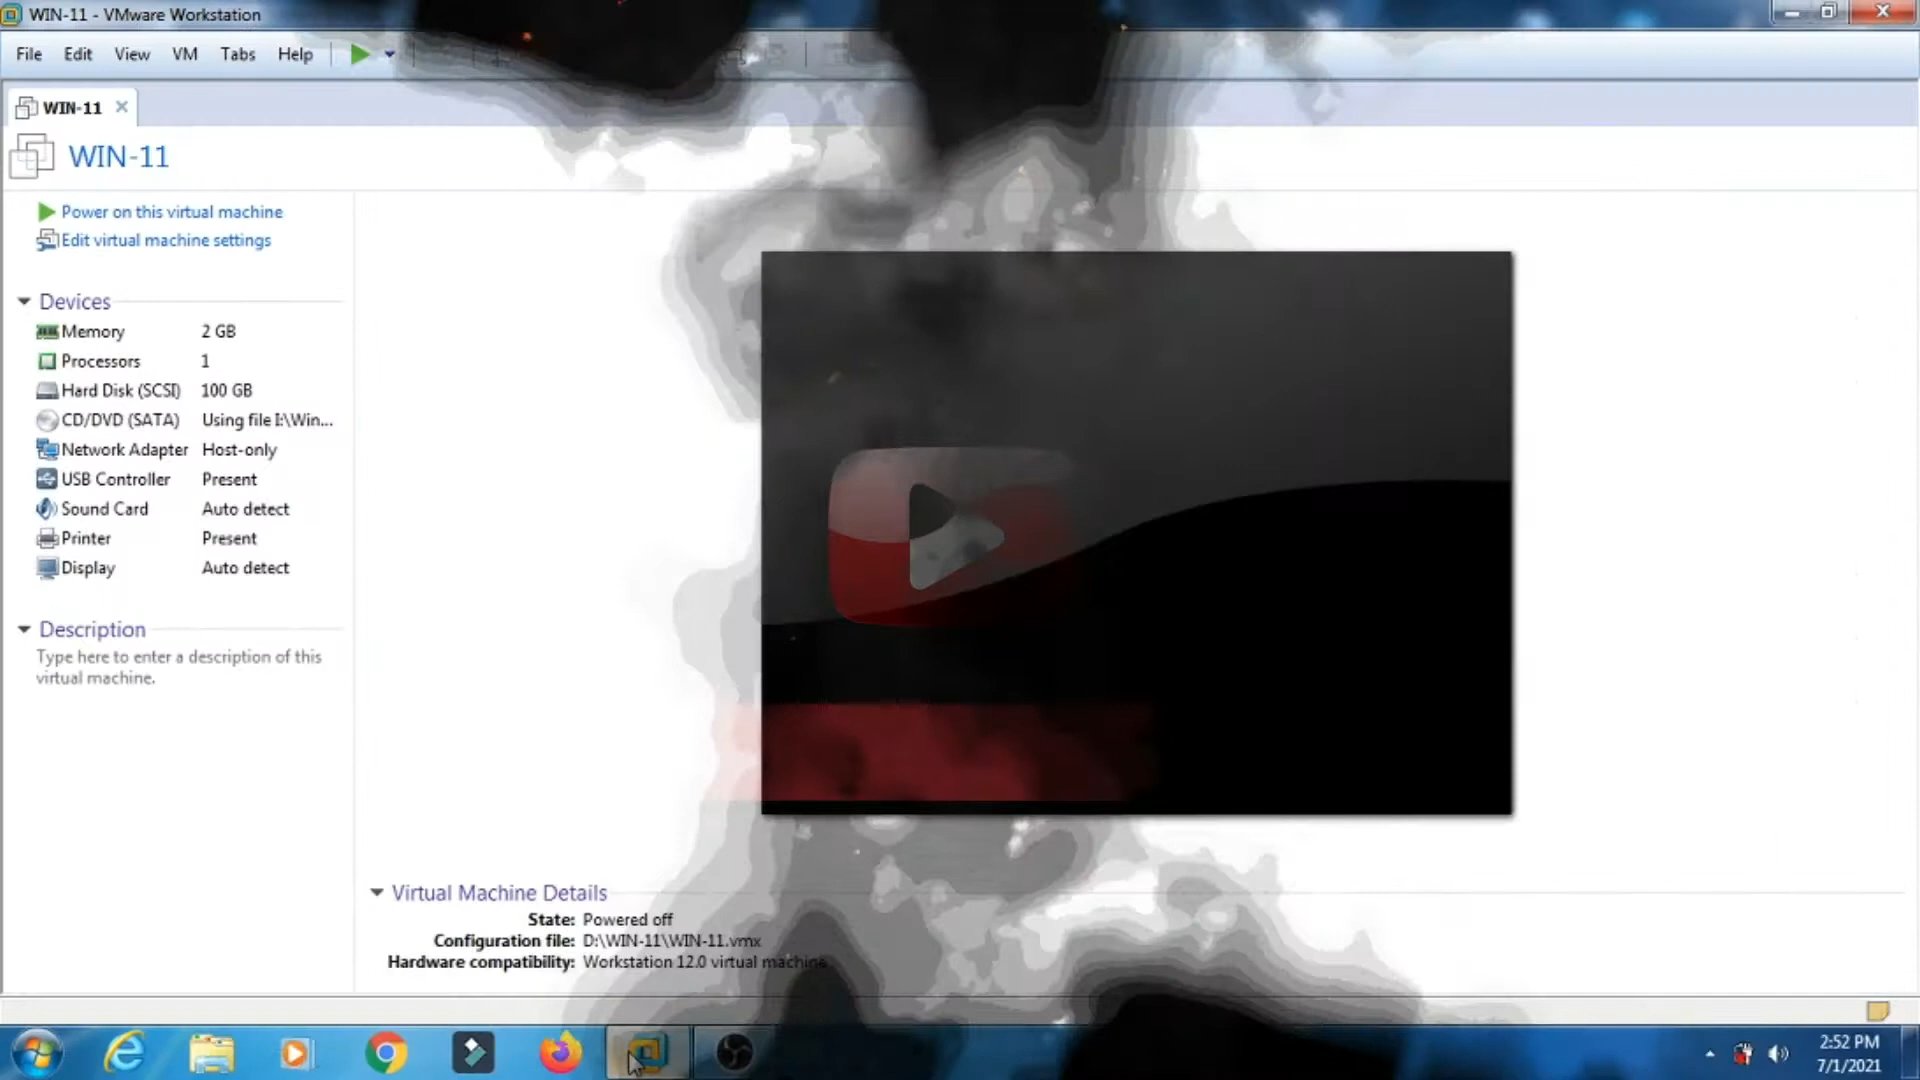 WIN-11 - VMware Workstation
File Edit View VM Tabs Help
WIN-11
WIN-11
Power on this virtual machine
Edit virtual machine settings
Devices
Memory 2 GB
Processors 1
Hard Disk (SCSI) 100 GB
CD/DVD (SATA) Using file I:\Win...
Network Adapter Host-only
USB Controller Present
Sound Card Auto detect
Printer Present
Display Auto detect
Description
Type here to enter a description of this
virtual machine.
Virtual Machine Details
State: Powered off
Configuration file: D:\WIN-11\WIN-11.vmx
Hardware compatibility: Workstation 12.0 virtual machine
2:52 PM
7/1/2021